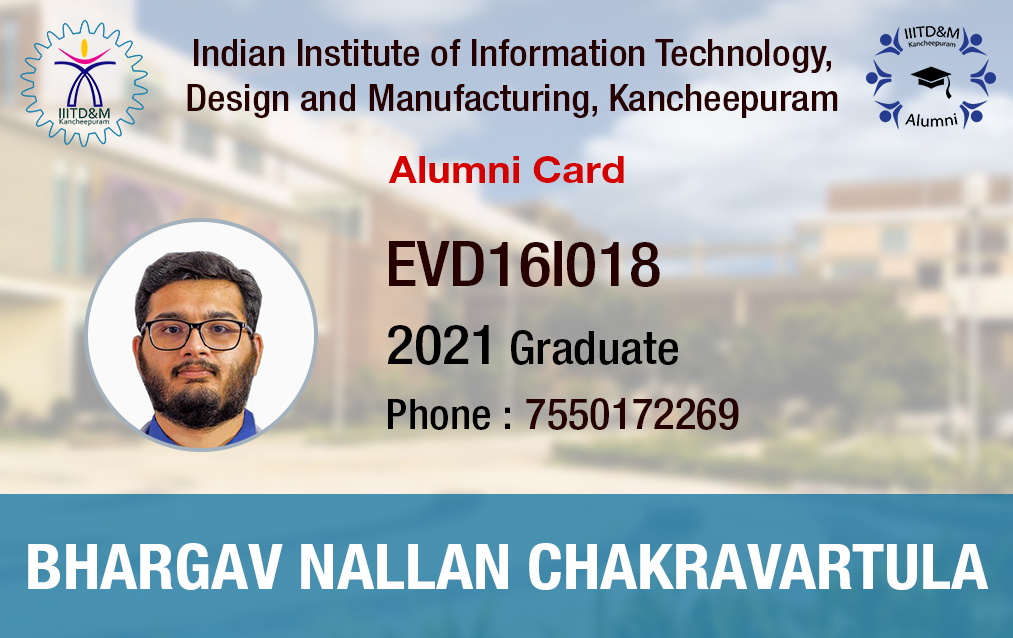 IIITD&M
Kancheepuram
Indian Institute of Information Technology,
Design and Manufacturing, Kancheepuram
IIITD&M
Kancheepuram
Alumni
Alumni Card
EVD16I018
2021 Graduate
Phone : 7550172269
BHARGAV NALLAN CHAKRAVARTULA